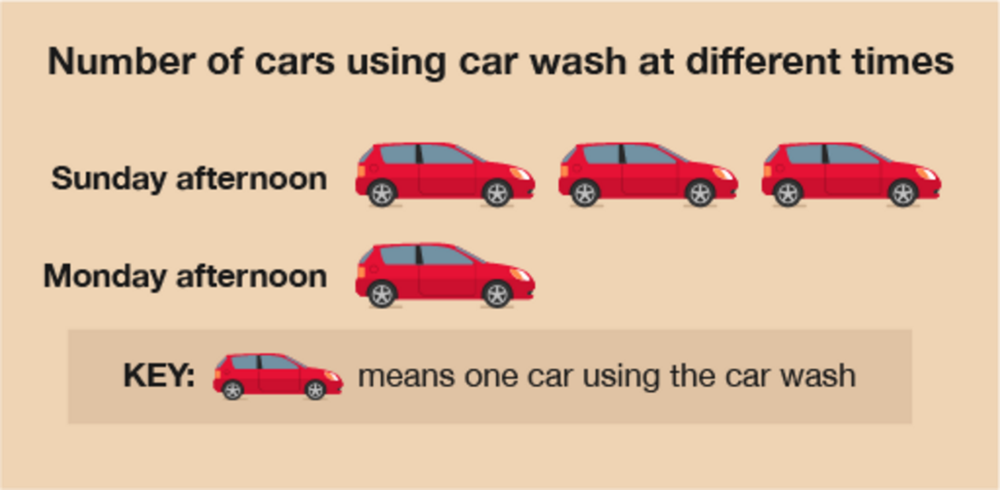 Number of cars using car wash at different times
Sunday afternoon
Monday afternoon
KEY: means one car using the car wash